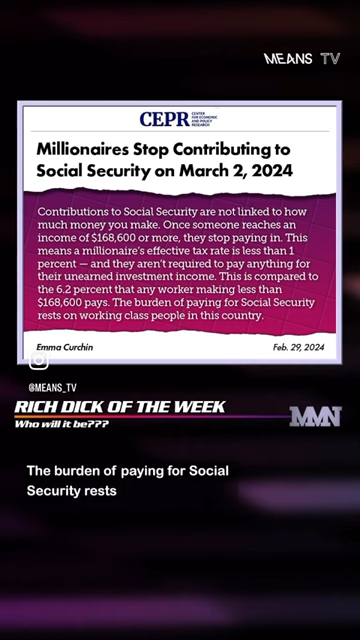 MEANS TV
CEPR CENTER FOR ECONOMIC AND POLICY RESEARCH
Millionaires Stop Contributing to
Social Security on March 2, 2024
Contributions to Social Security are not linked to how
much money you make. Once someone reaches an
income of $168,600 or more, they stop paying in. This
means a millionaire's effective tax rate is less than 1
percent — and they aren't required to pay anything for
their unearned investment income. This is compared to
the 6.2 percent that any worker making less than
$168,600 pays. The burden of paying for Social Security
rests on working class people in this country.
Emma Curchin Feb. 29, 2024
@MEANS_TV
RICH DICK OF THE WEEK
Who will it be???
MMN
The burden of paying for Social
Security rests